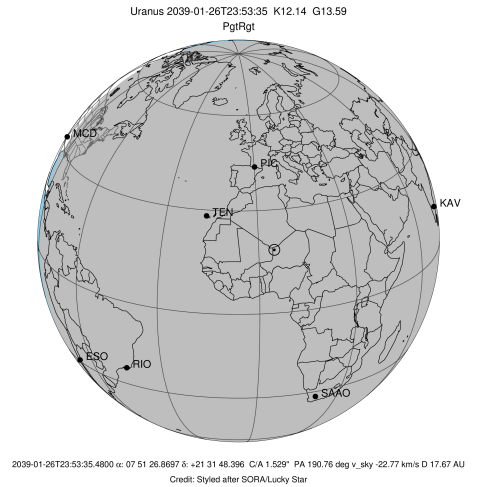 Uranus 2039-01-26T23:53:35 K12.14 G13.59
PgtRgt
MCD
PIC
TEN
KAV
ESO
RIO
SAAO
2039-01-26T23:53:35.4800 α: 07 51 26.8697 δ: +21 31 48.396 C/A 1.529" PA 190.76 deg v_sky -22.77 km/s D 17.67 AU
Credit: Styled after SORA/Lucky Star